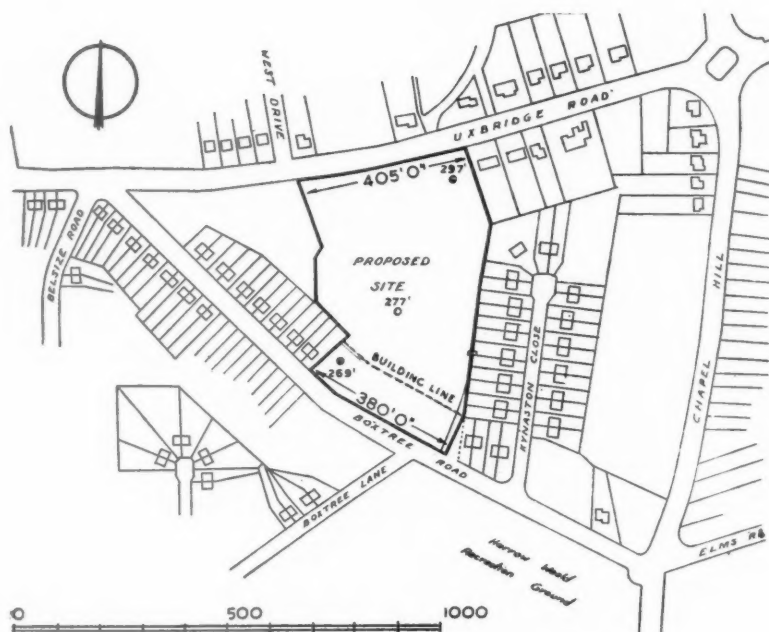 WEST DRIVE
UXBRIDGE ROAD
405'0"
297'
BELSIZE ROAD
PROPOSED
SITE
277'
BUILDING LINE
269'
380'0"
BOXTREE ROAD
KYNASTON CLOSE
CHAPEL HILL
BOXTREE LANE
ELMS RD
Harrow Weald
Recreation Ground
0 500 1000